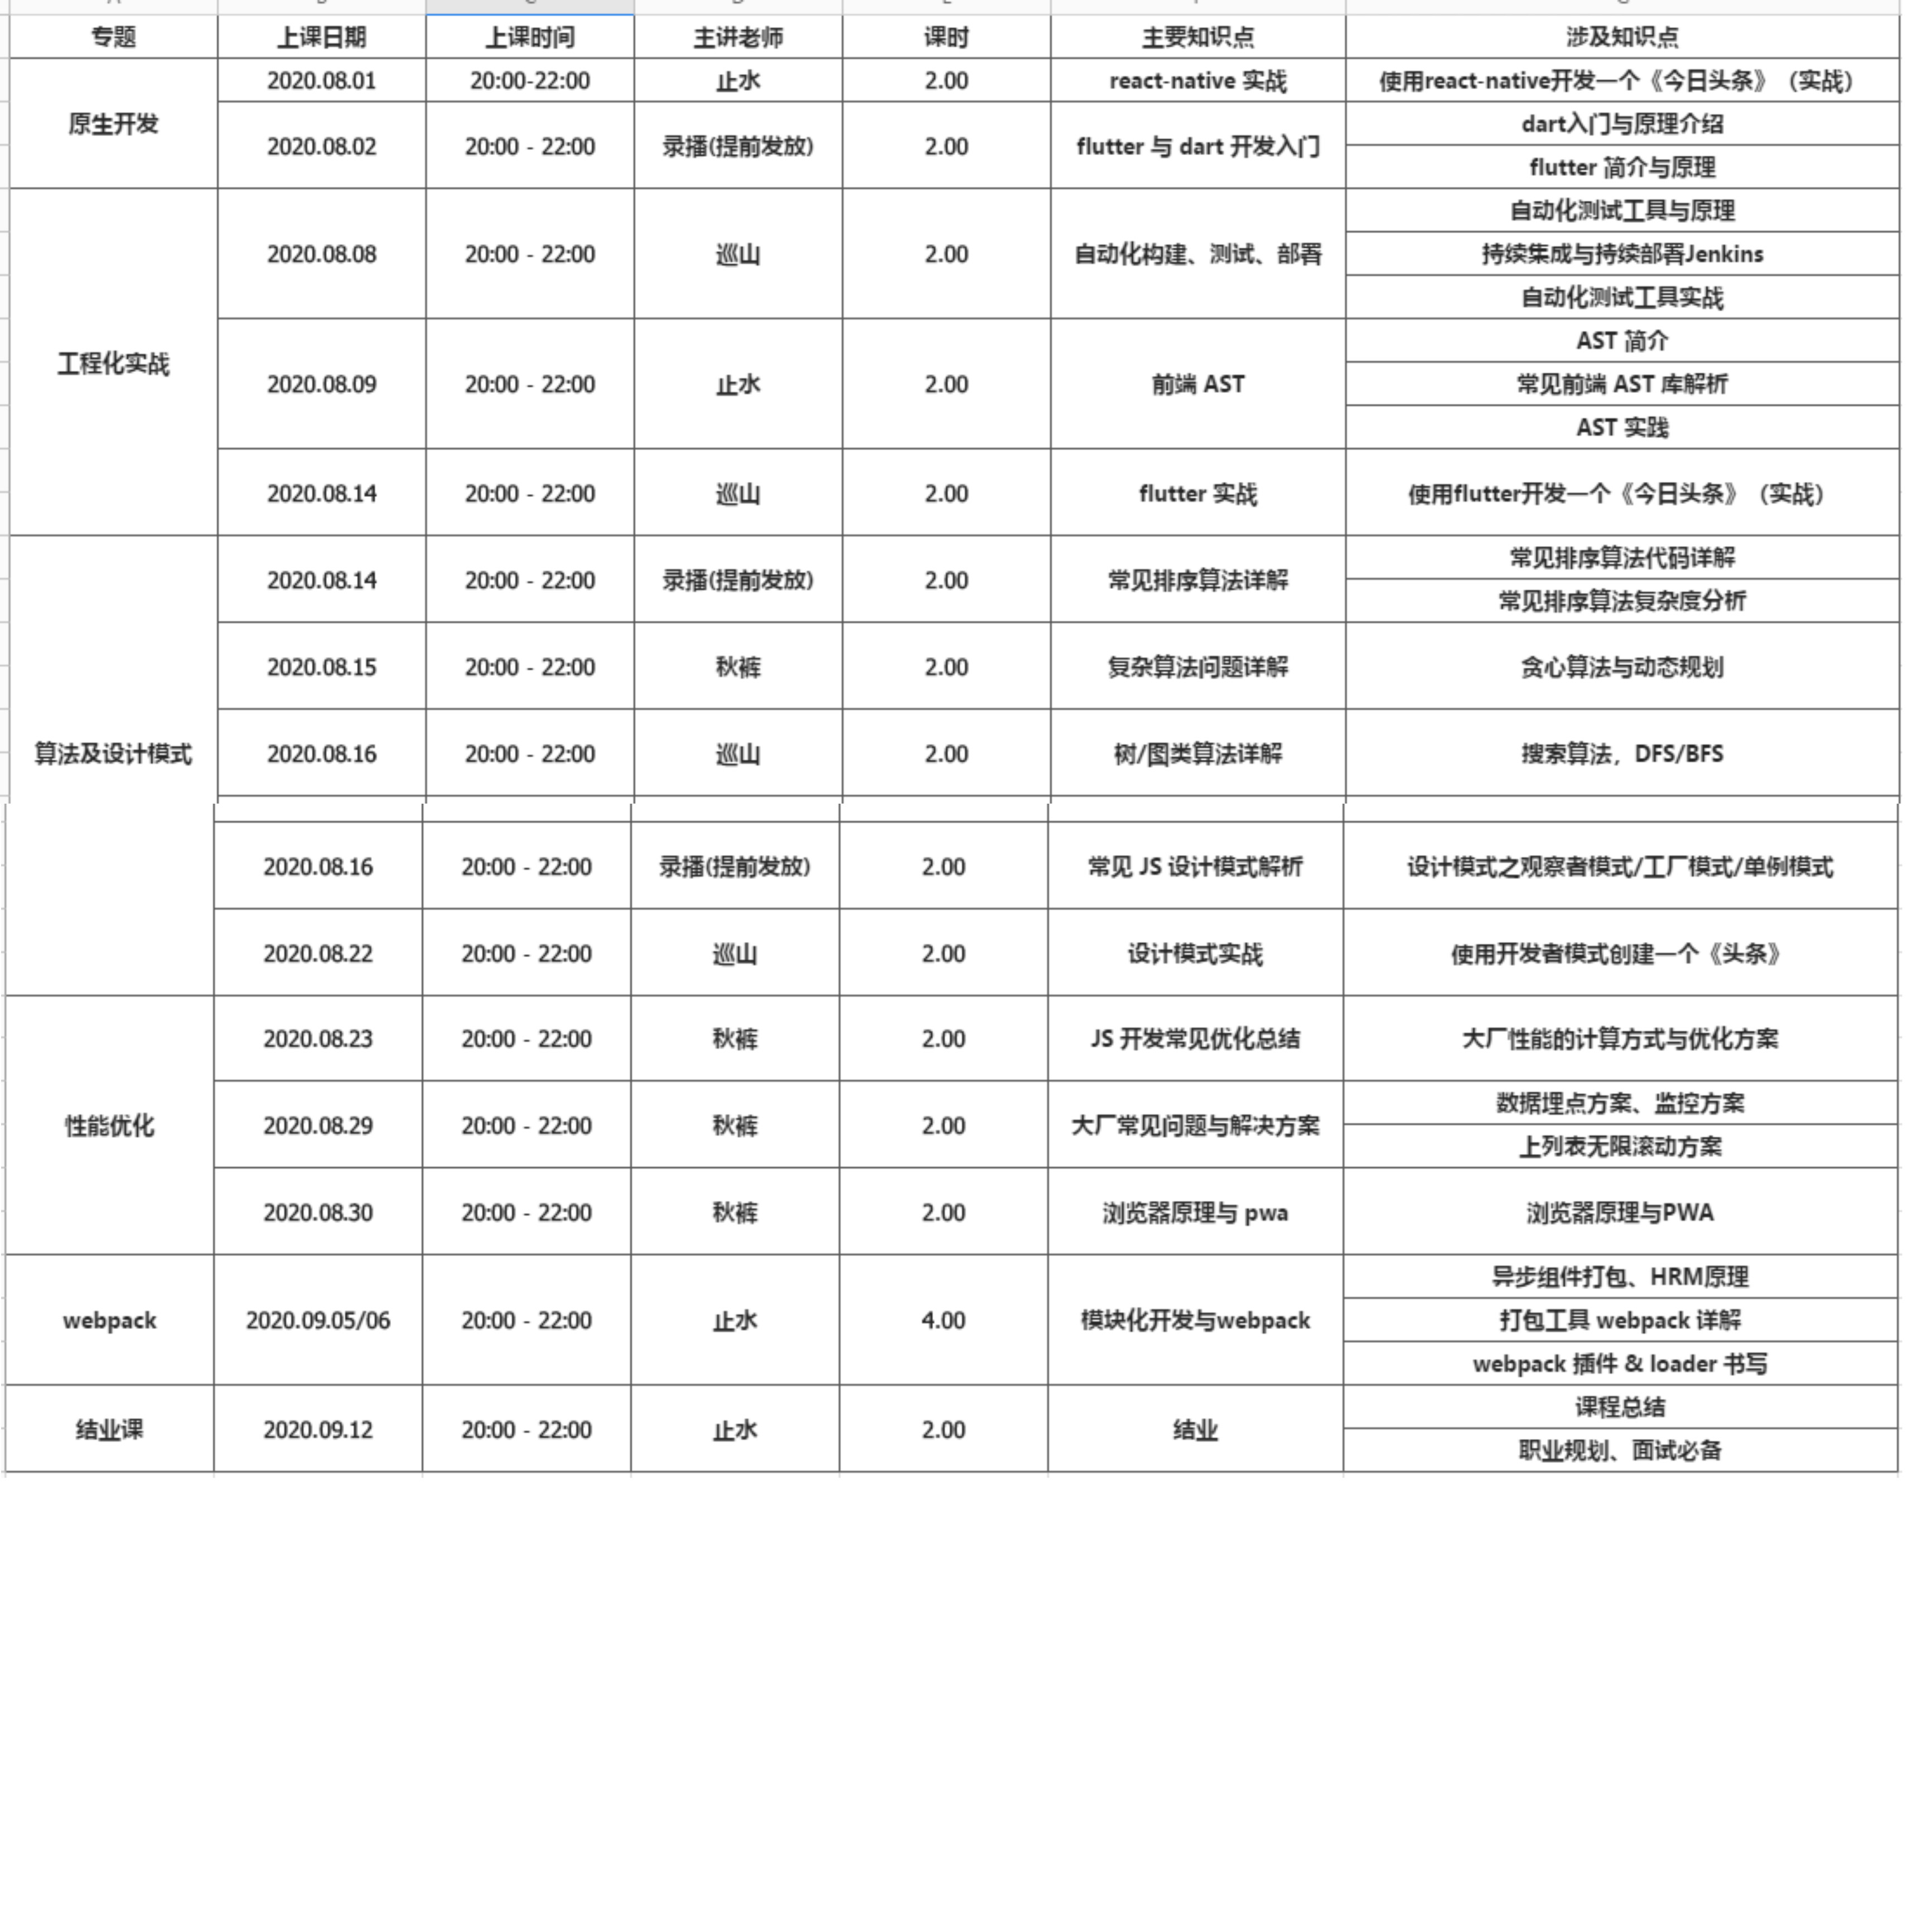 专题 上课日期 上课时间 主讲老师 课时 主要知识点 涉及知识点
原生开发
2020.08.01 20:00-22:00 止水 2.00 react-native 实战 使用react-native开发一个《今日头条》（实战）
2020.08.02 20:00 - 22:00 录播(提前发放) 2.00 flutter 与 dart 开发入门
dart入门与原理介绍
flutter 简介与原理
工程化实战
2020.08.08 20:00 - 22:00 巡山 2.00 自动化构建、测试、部署
自动化测试工具与原理
持续集成与持续部署Jenkins
自动化测试工具实战
2020.08.09 20:00 - 22:00 止水 2.00 前端 AST
AST 简介
常见前端 AST 库解析
AST 实践
2020.08.14 20:00 - 22:00 巡山 2.00 flutter 实战 使用flutter开发一个《今日头条》（实战）
算法及设计模式
2020.08.14 20:00 - 22:00 录播(提前发放) 2.00 常见排序算法详解
常见排序算法代码详解
常见排序算法复杂度分析
2020.08.15 20:00 - 22:00 秋裤 2.00 复杂算法问题详解 贪心算法与动态规划
2020.08.16 20:00 - 22:00 巡山 2.00 树/图类算法详解 搜索算法，DFS/BFS
2020.08.16 20:00 - 22:00 录播(提前发放) 2.00 常见 JS 设计模式解析 设计模式之观察者模式/工厂模式/单例模式
2020.08.22 20:00 - 22:00 巡山 2.00 设计模式实战 使用开发者模式创建一个《头条》
性能优化
2020.08.23 20:00 - 22:00 秋裤 2.00 JS 开发常见优化总结 大厂性能的计算方式与优化方案
2020.08.29 20:00 - 22:00 秋裤 2.00 大厂常见问题与解决方案
数据埋点方案、监控方案
上列表无限滚动方案
2020.08.30 20:00 - 22:00 秋裤 2.00 浏览器原理与 pwa 浏览器原理与PWA
webpack 2020.09.05/06 20:00 - 22:00 止水 4.00 模块化开发与webpack
异步组件打包、HRM原理
打包工具 webpack 详解
webpack 插件 & loader 书写
结业课 2020.09.12 20:00 - 22:00 止水 2.00 结业
课程总结
职业规划、面试必备